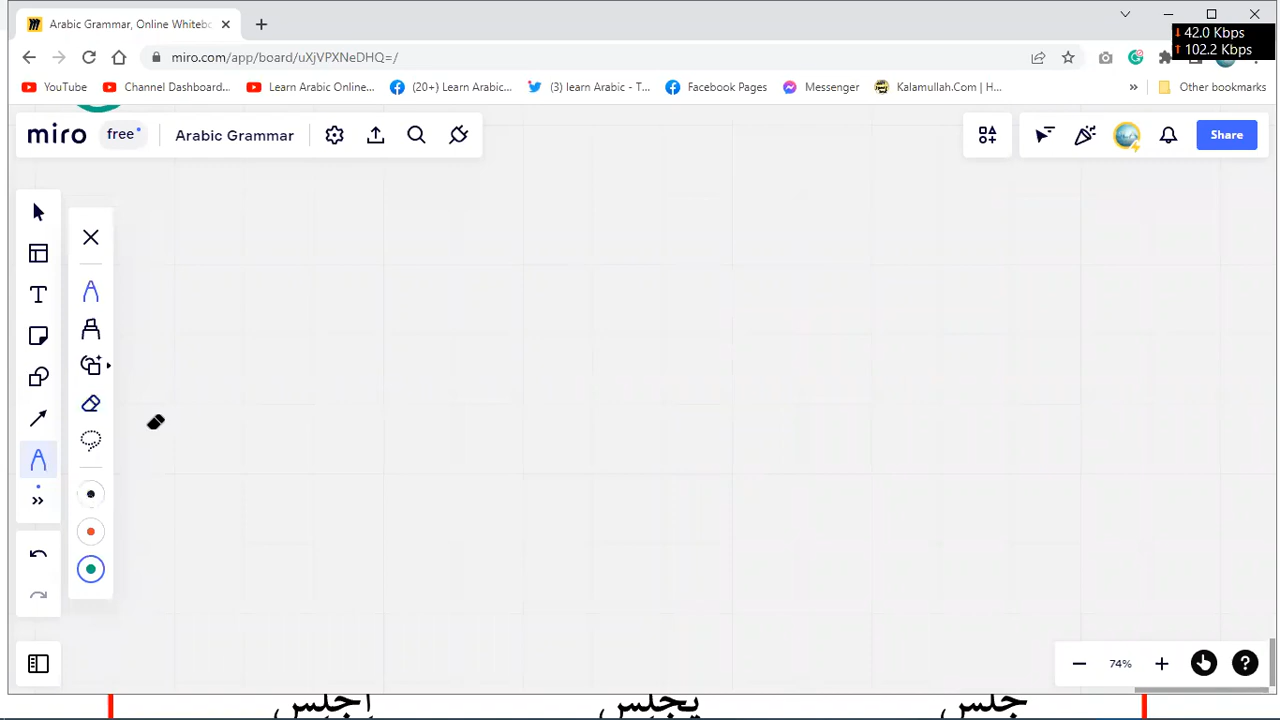 Arabic Grammar, Online Whitebo
42.0 Kbps
102.2 Kbps
miro.com/app/board/uXjVPXNeDHQ=/
YouTube Channel Dashboard... Learn Arabic Online... (20+) Learn Arabic... (3) learn Arabic - T... Facebook Pages Messenger Kalamullah.Com | H... » Other bookmarks
miro free Arabic Grammar Share
74%
جلس يجلس اجلس